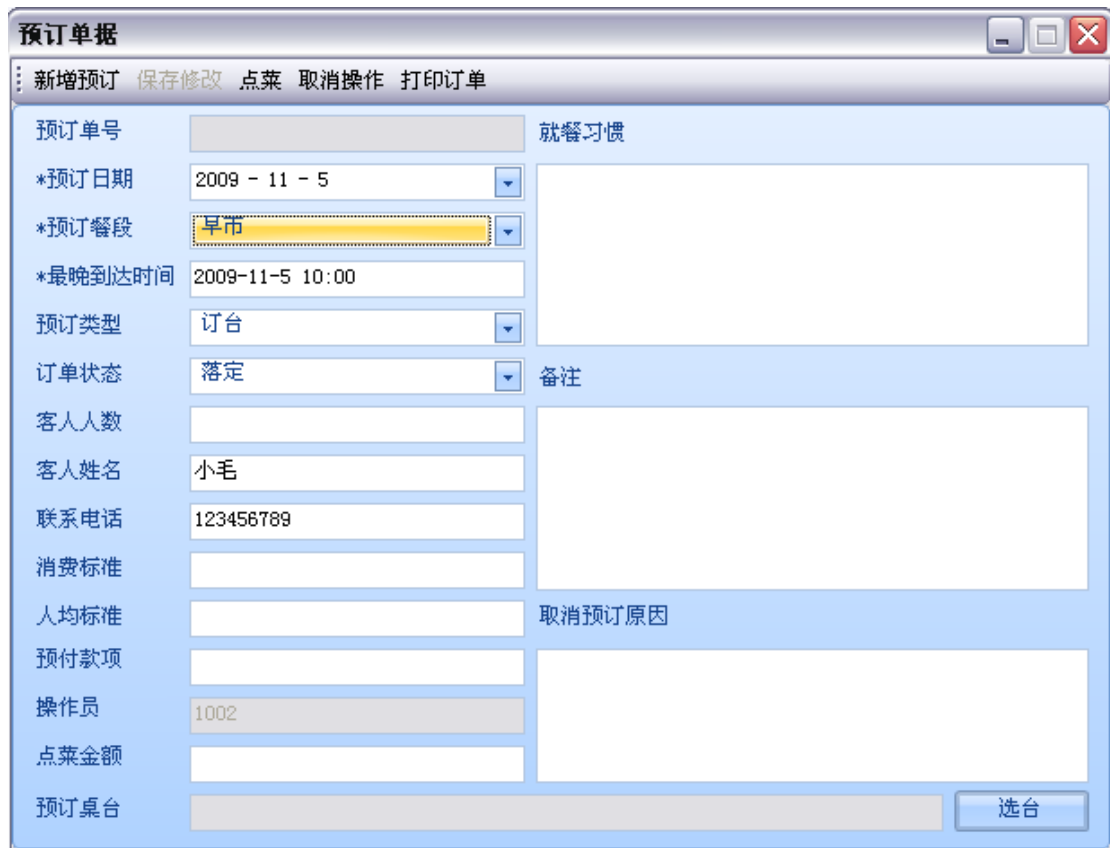 预订单据
新增预订 保存修改 点菜 取消操作 打印订单
预订单号
就餐习惯
*预订日期 2009 - 11 - 5
*预订餐段 早市
*最晚到达时间 2009-11-5 10:00
预订类型 订台
订单状态 落定
备注
客人人数
客人姓名 小毛
联系电话 123456789
消费标准
人均标准
取消预订原因
预付款项
操作员 1002
点菜金额
预订桌台
选台